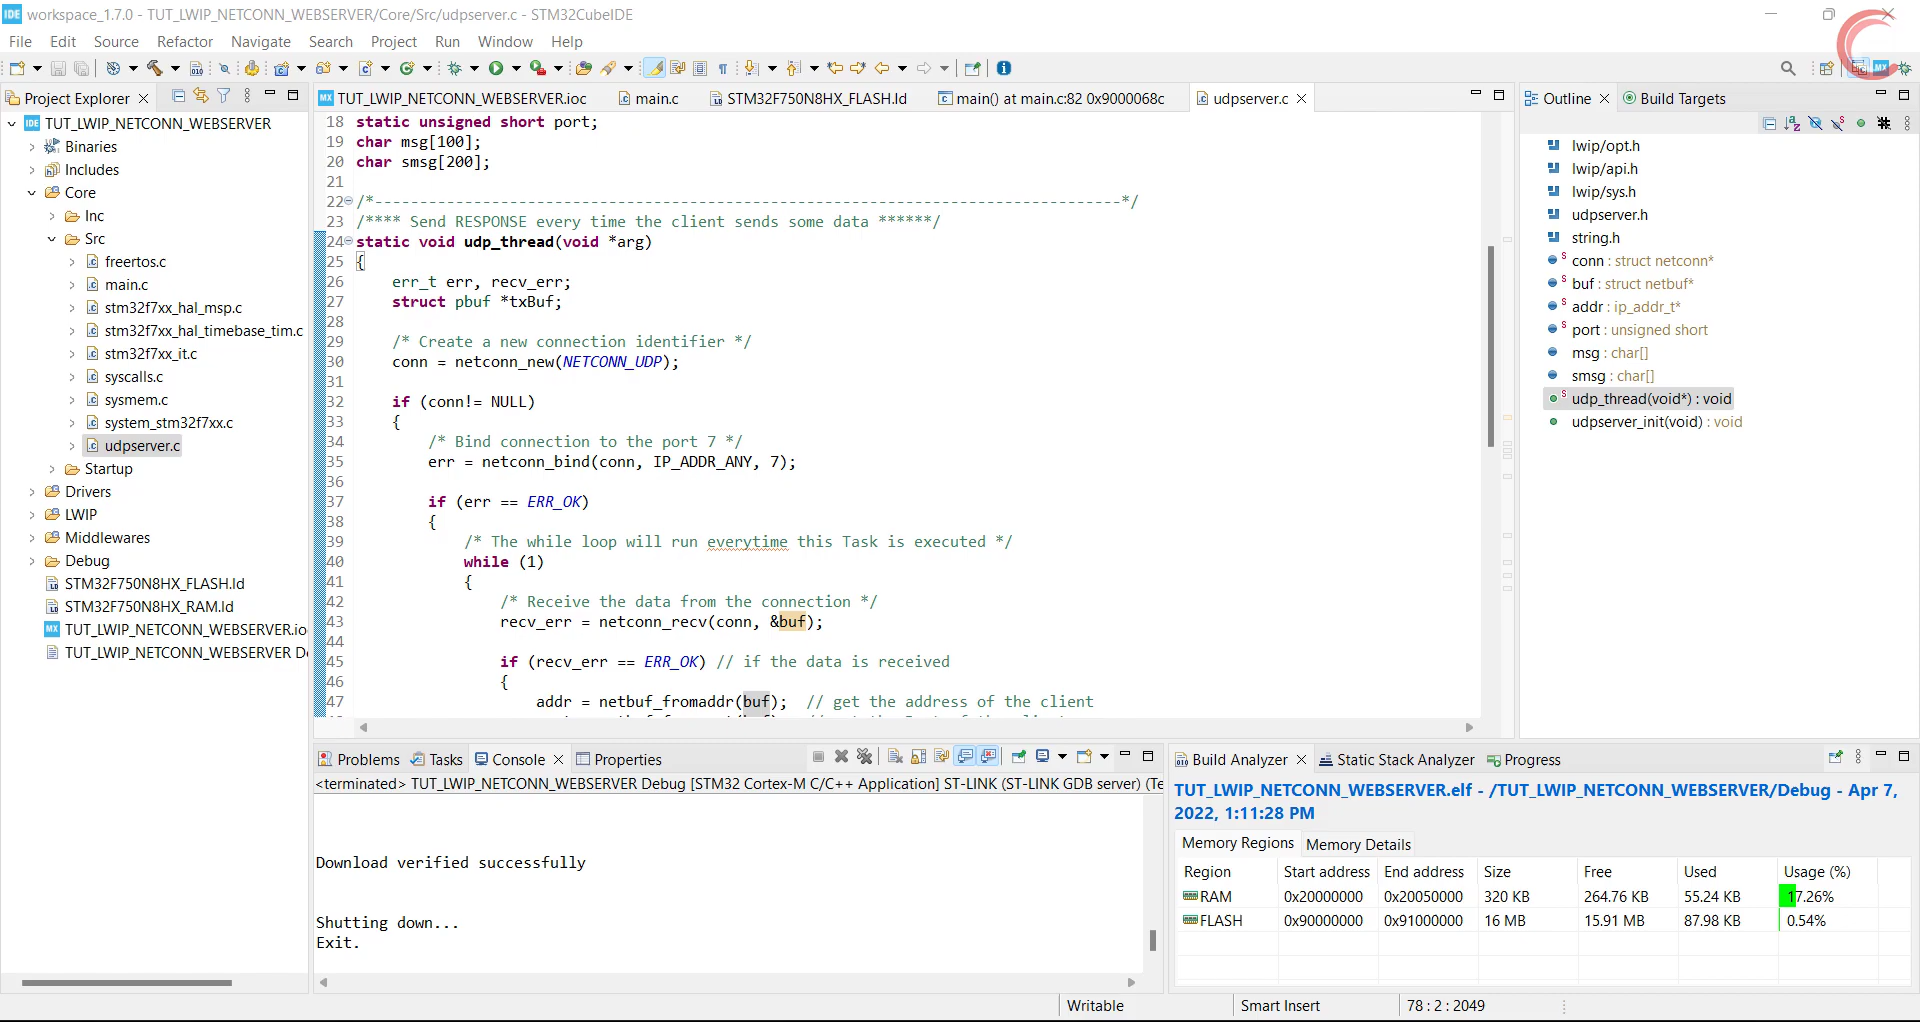 workspace_1.7.0 - TUT_LWIP_NETCONN_WEBSERVER/Core/Src/udpserver.c - STM32CubeIDE
File Edit Source Refactor Navigate Search Project Run Window Help
Project Explorer
TUT_LWIP_NETCONN_WEBSERVER
Binaries
Includes
Core
Inc
Src
freertos.c
main.c
stm32f7xx_hal_msp.c
stm32f7xx_hal_timebase_tim.c
stm32f7xx_it.c
syscalls.c
sysmem.c
system_stm32f7xx.c
udpserver.c
Startup
Drivers
LWIP
Middlewares
Debug
STM32F750N8HX_FLASH.ld
STM32F750N8HX_RAM.ld
TUT_LWIP_NETCONN_WEBSERVER.io
TUT_LWIP_NETCONN_WEBSERVER De
TUT_LWIP_NETCONN_WEBSERVER.ioc main.c STM32F750N8HX_FLASH.ld main() at main.c:82 0x9000068c udpserver.c
18 static unsigned short port;
19 char msg[100];
20 char smsg[200];
21
22 /*-----------------------------------------------------------------------------------*/
23 /**** Send RESPONSE every time the client sends some data ******/
24 static void udp_thread(void *arg)
25 {
26 err_t err, recv_err;
27 struct pbuf *txBuf;
28
29 /* Create a new connection identifier */
30 conn = netconn_new(NETCONN_UDP);
31
32 if (conn!= NULL)
33 {
34 /* Bind connection to the port 7 */
35 err = netconn_bind(conn, IP_ADDR_ANY, 7);
36
37 if (err == ERR_OK)
38 {
39 /* The while loop will run everytime this Task is executed */
40 while (1)
41 {
42 /* Receive the data from the connection */
43 recv_err = netconn_recv(conn, &buf);
44
45 if (recv_err == ERR_OK) // if the data is received
46 {
47 addr = netbuf_fromaddr(buf); // get the address of the client
Outline Build Targets
lwip/opt.h
lwip/api.h
lwip/sys.h
udpserver.h
string.h
conn : struct netconn*
buf : struct netbuf*
addr : ip_addr_t*
port : unsigned short
msg : char[]
smsg : char[]
udp_thread(void*) : void
udpserver_init(void) : void
Problems Tasks Console Properties
<terminated> TUT_LWIP_NETCONN_WEBSERVER Debug [STM32 Cortex-M C/C++ Application] ST-LINK (ST-LINK GDB server) (Te
Download verified successfully
Shutting down...
Exit.
Build Analyzer Static Stack Analyzer Progress
TUT_LWIP_NETCONN_WEBSERVER.elf - /TUT_LWIP_NETCONN_WEBSERVER/Debug - Apr 7,
2022, 1:11:28 PM
Memory Regions Memory Details
Region Start address End address Size Free Used Usage (%)
RAM 0x20000000 0x20050000 320 KB 264.76 KB 55.24 KB 17.26%
FLASH 0x90000000 0x91000000 16 MB 15.91 MB 87.98 KB 0.54%
Writable Smart Insert 78 : 2 : 2049